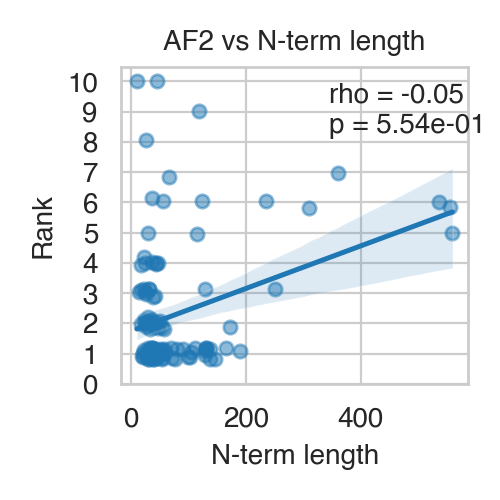 AF2 vs N-term length
rho = -0.05
p = 5.54e-01
10
9
8
7
6
5
4
3
2
1
0
Rank
0 200 400
N-term length